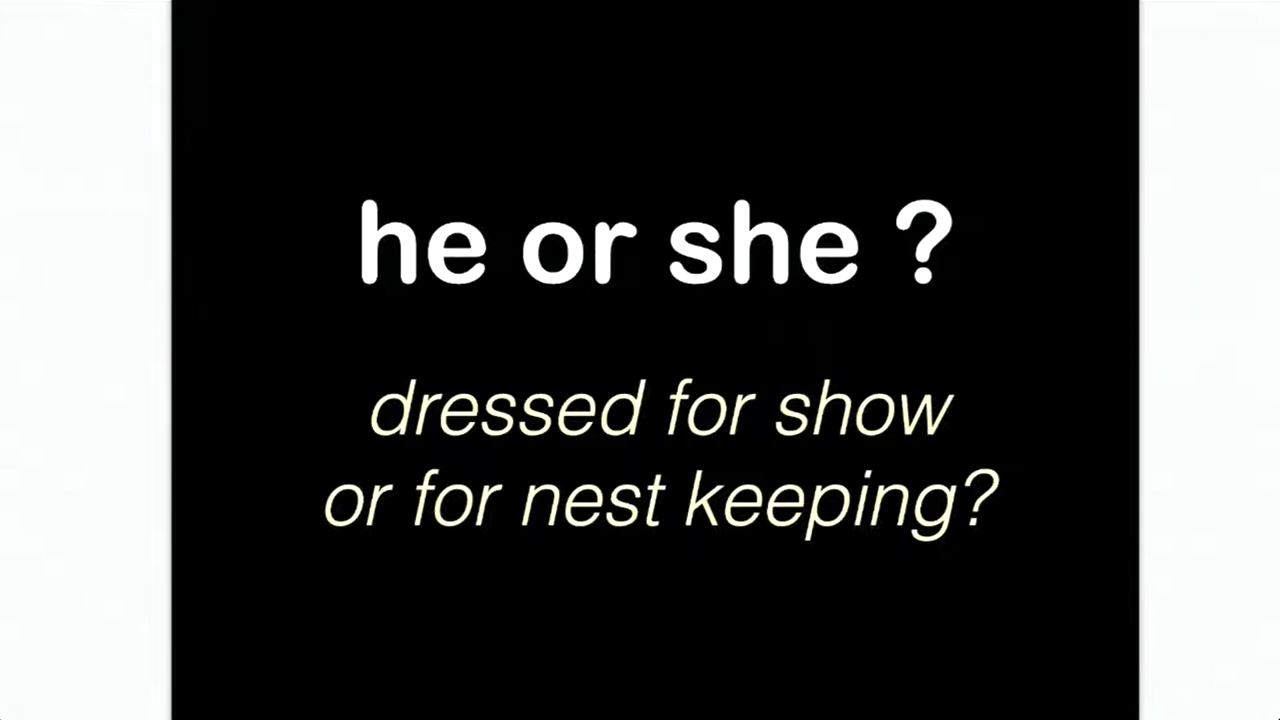 he or she ?
dressed for show
or for nest keeping?